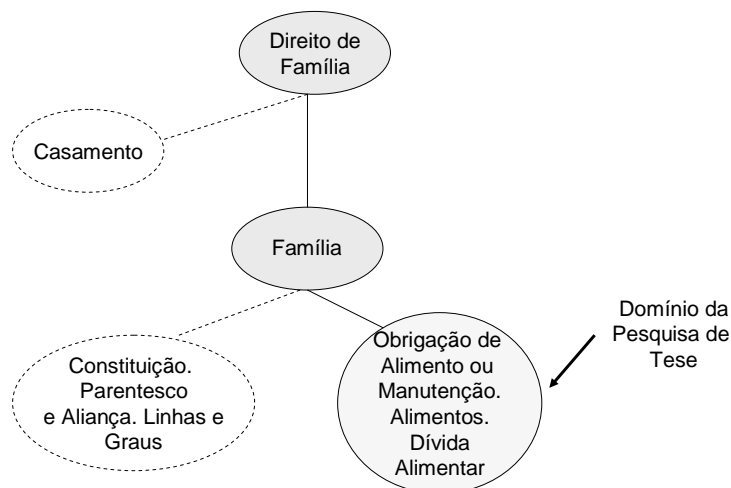 Direito de
Família
Casamento
Família
Constituição.
Parentesco
e Aliança. Linhas e
Graus
Obrigação de
Alimento ou
Manutenção.
Alimentos.
Dívida
Alimentar
Domínio da
Pesquisa de
Tese